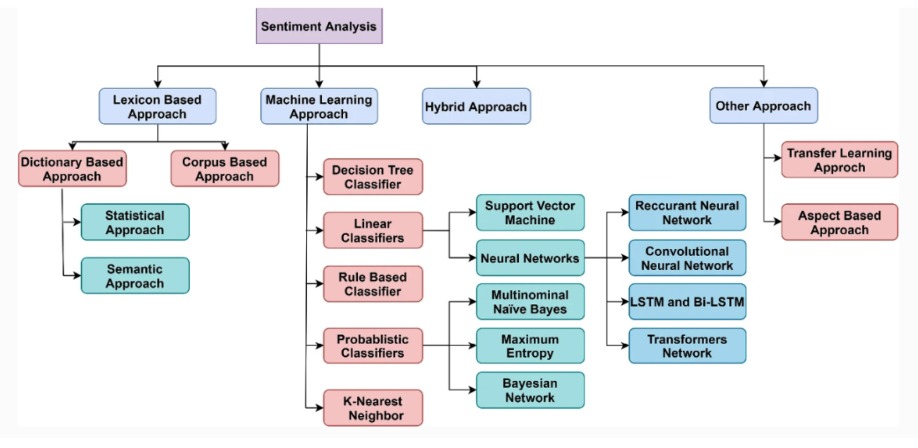 Sentiment Analysis
Lexicon Based
Approach
Machine Learning
Approach
Hybrid Approach
Other Approach
Dictionary Based
Approach
Corpus Based
Approach
Statistical
Approach
Semantic
Approach
Decision Tree
Classifier
Linear
Classifiers
Rule Based
Classifier
Probablistic
Classifiers
K-Nearest
Neighbor
Support Vector
Machine
Neural Networks
Multinominal
Naïve Bayes
Maximum
Entropy
Bayesian
Network
Reccurant Neural
Network
Convolutional
Neural Network
LSTM and Bi-LSTM
Transformers
Network
Transfer Learning
Approch
Aspect Based
Approach